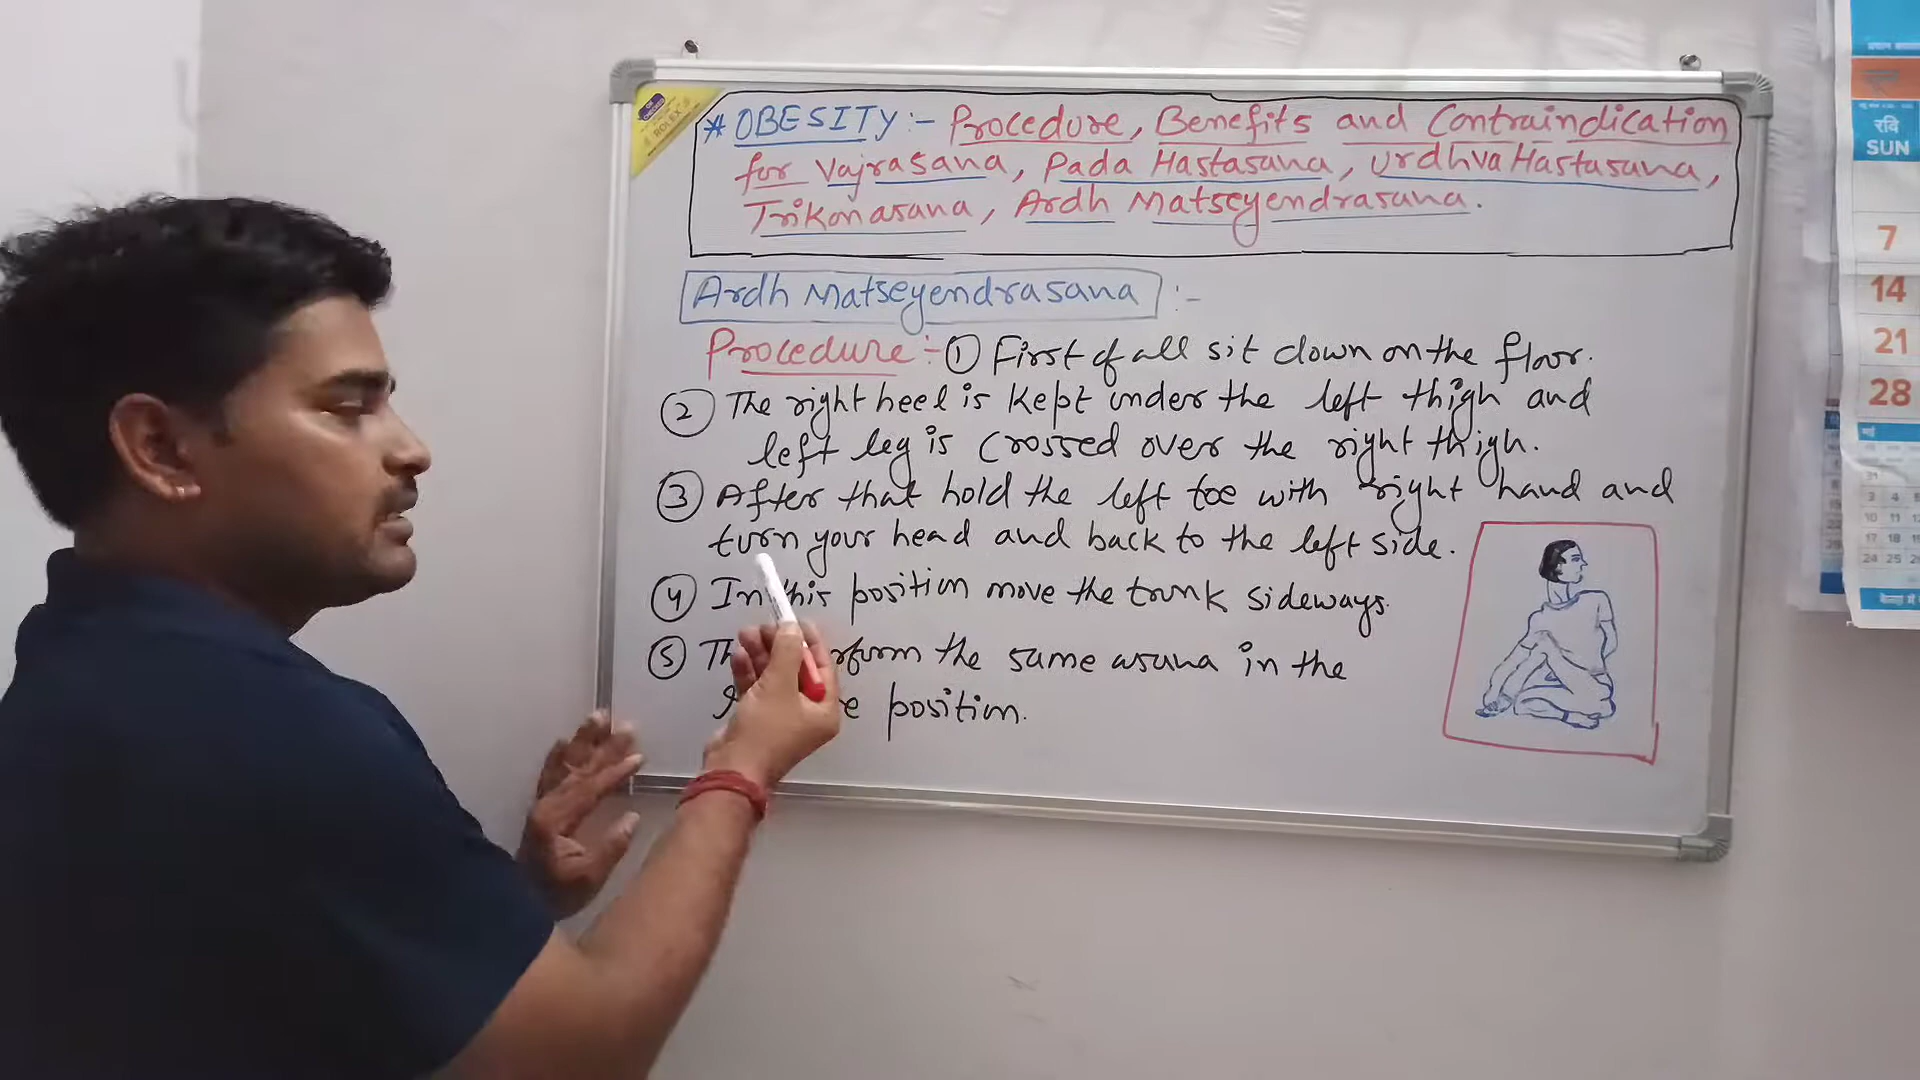 * OBESITY :- Procedure, Benefits and Contraindication
for Vajrasana, Pada Hastasana, Urdhva Hastasana,
Trikonasana, Ardh Matseyendrasana.
Ardh Matseyendrasana :-
Procedure :- ① First of all sit down on the floor.
② The right heel is kept under the left thigh and
left leg is crossed over the right thigh.
③ After that hold the left toe with right hand and
turn your head and back to the left side.
④ In this position move the trunk sideways.
⑤ the same asana in the
position.
ROLEX
रवि
SUN
7
14
21
28